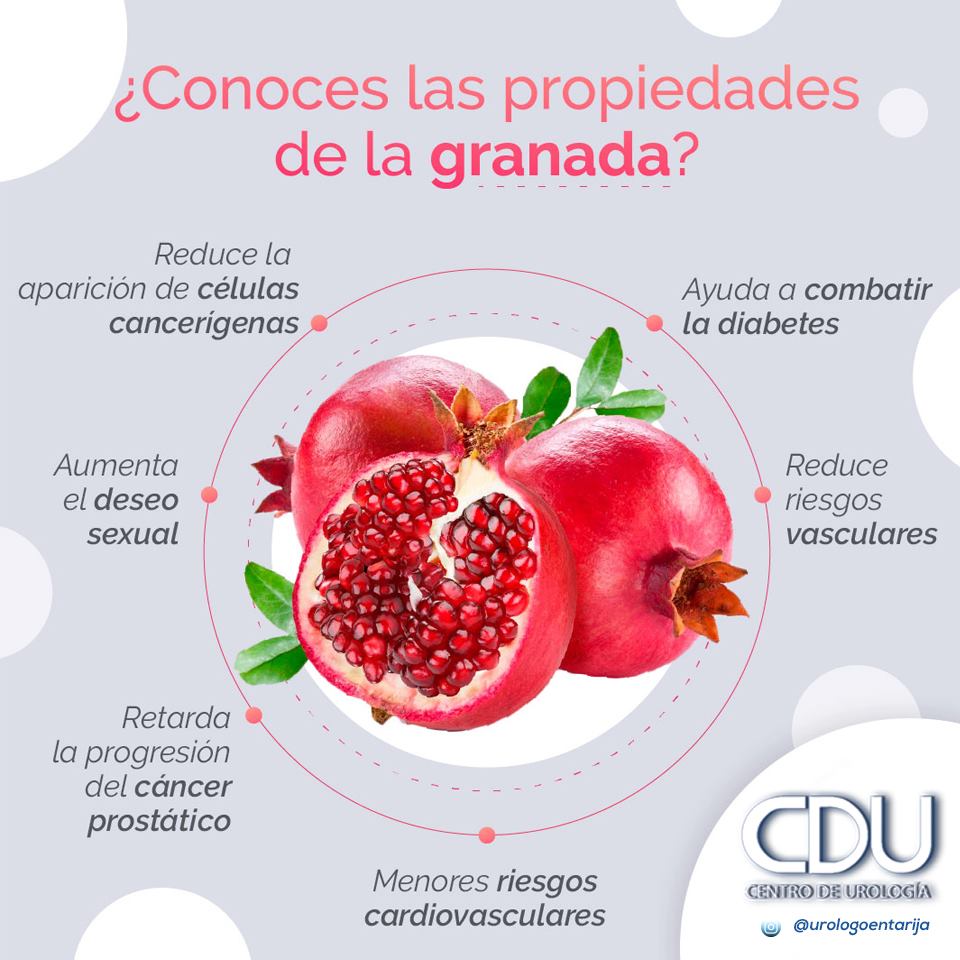 ¿Conoces las propiedades
de la granada?
Reduce la
aparición de células
cancerígenas
Ayuda a combatir
la diabetes
Aumenta
el deseo
sexual
Reduce
riesgos
vasculares
Retarda
la progresión
del cáncer
prostático
Menores riesgos
cardiovasculares
CDU
CENTRO DE UROLOGÍA
@urologoentarija